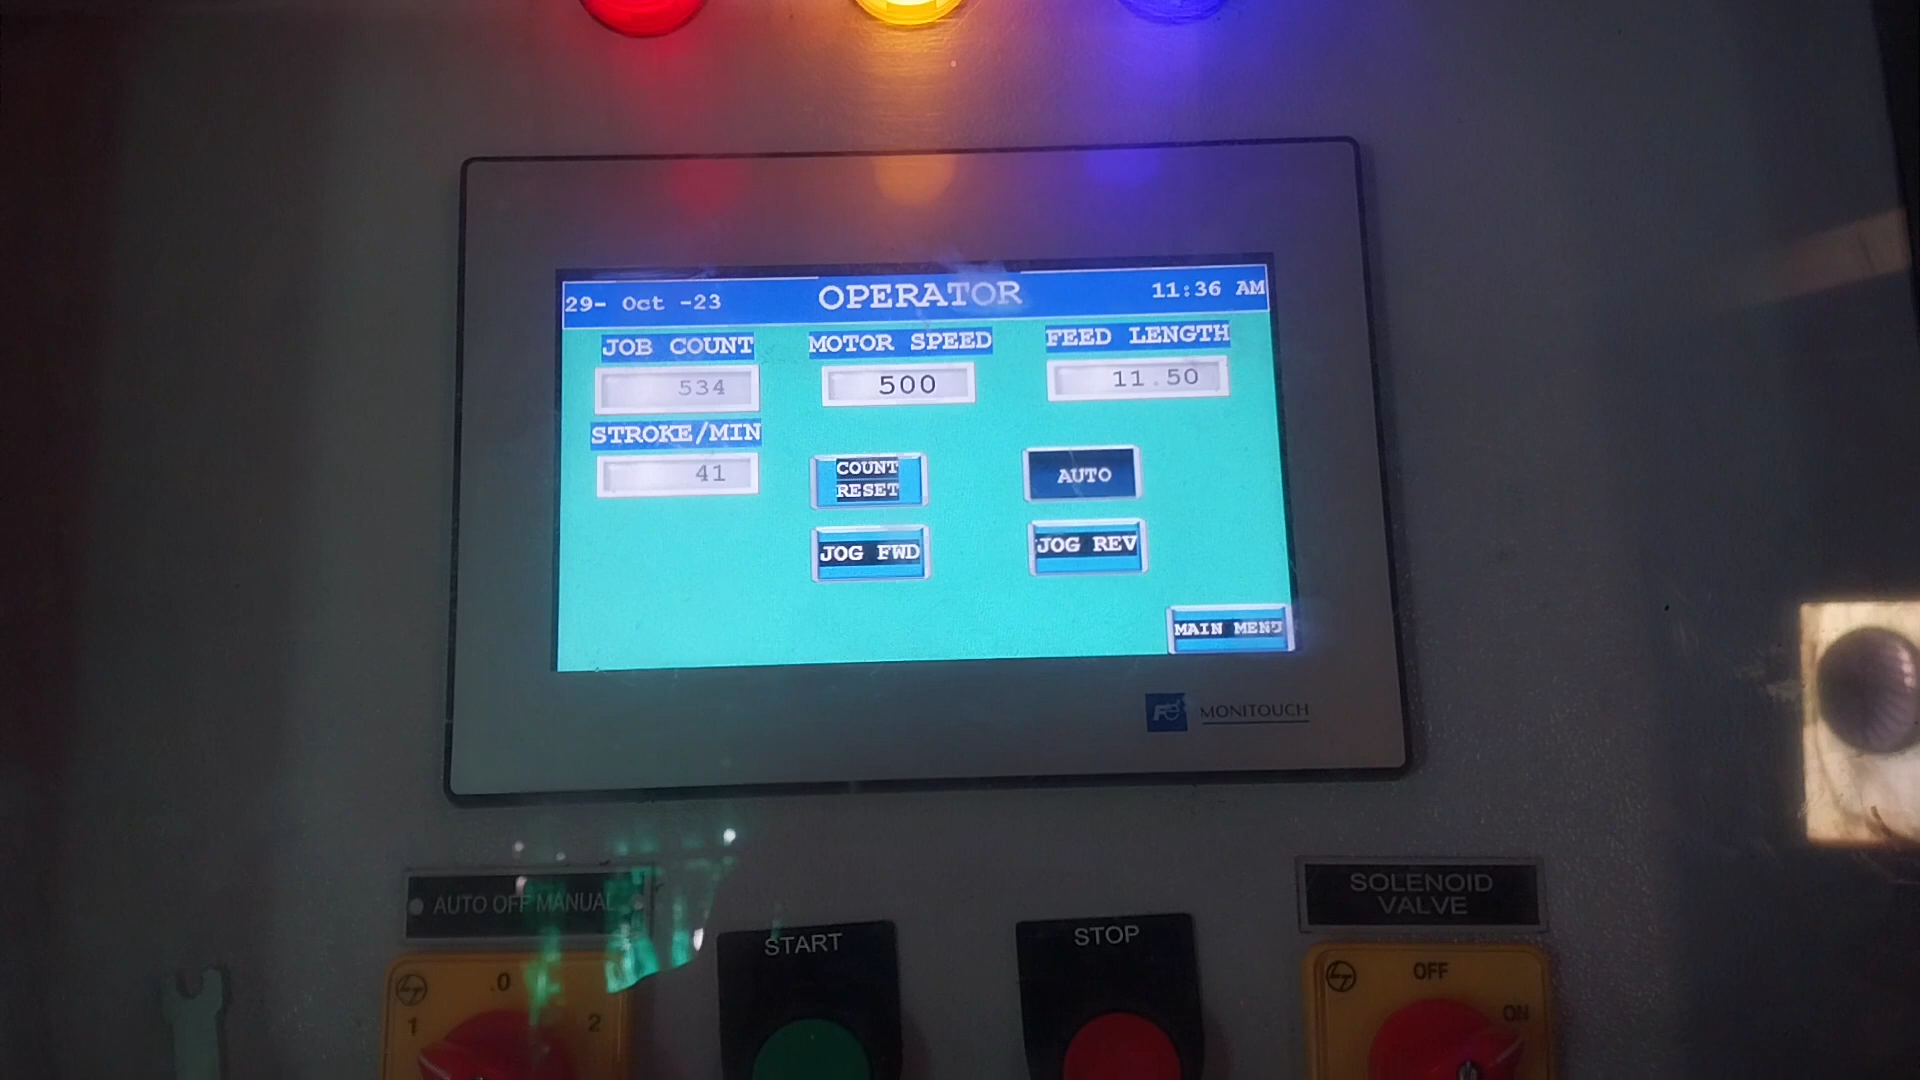 29- Oct -23 OPERATOR 11:36 AM
JOB COUNT MOTOR SPEED FEED LENGTH
534 500 11.50
STROKE/MIN
41
COUNT
RESET
AUTO
JOG FWD JOG REV
MAIN MENU
Fe MONITOUCH
AUTO OFF MANUAL
START
STOP
SOLENOID
VALVE
.0
1 2
OFF
ON